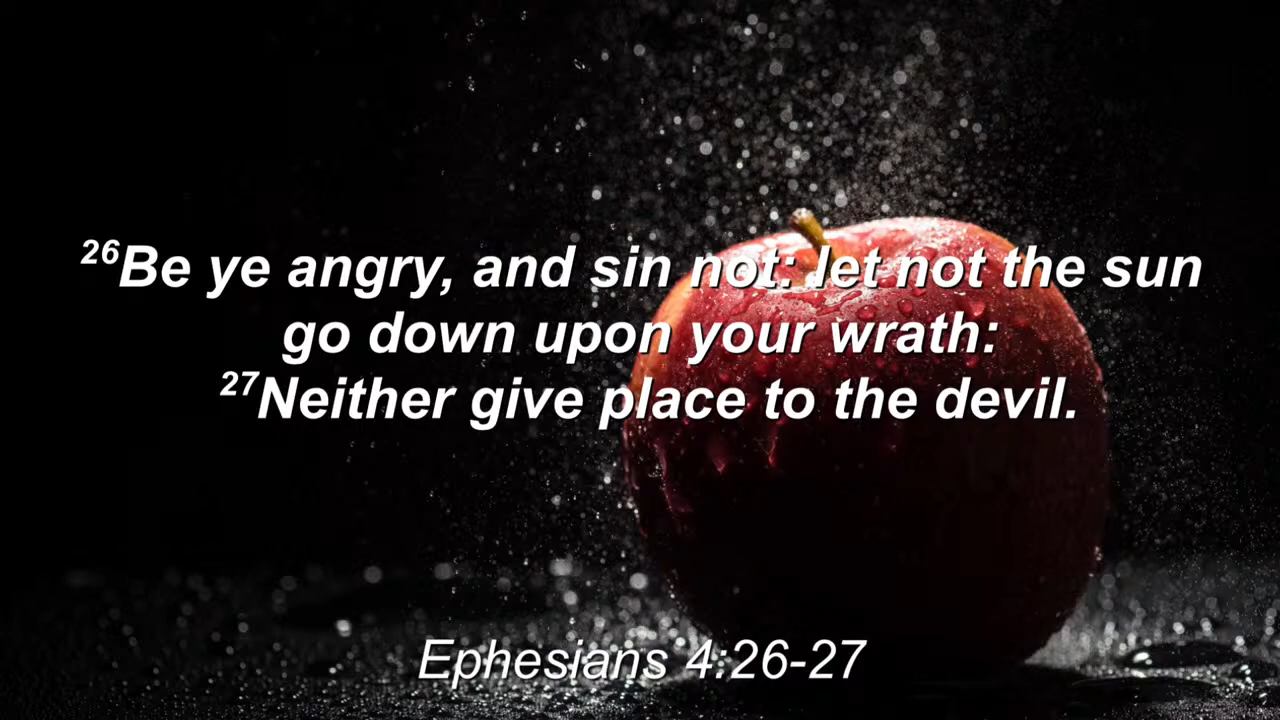 26Be ye angry, and sin not: let not the sun
go down upon your wrath:
27Neither give place to the devil.
Ephesians 4:26-27